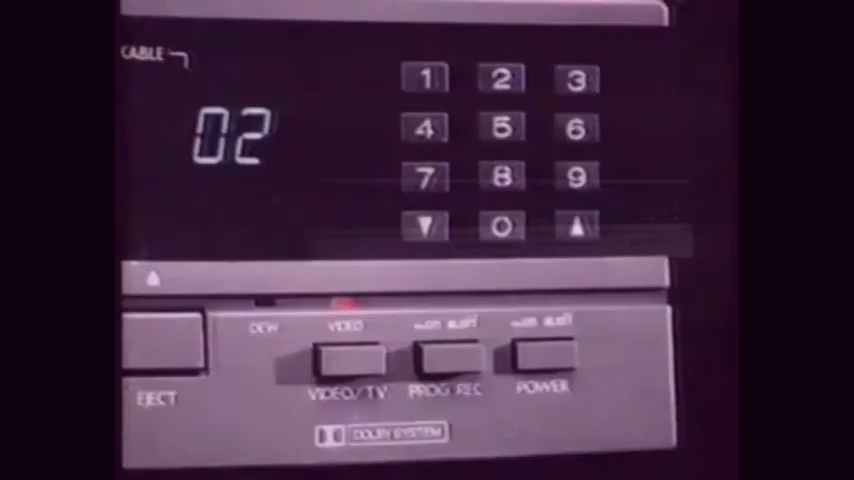 CABLE
02
1 2 3
4 5 6
7 8 9
0
DEW VIDEO
EJECT VIDEO/TV PROG REC POWER
DOLBY SYSTEM